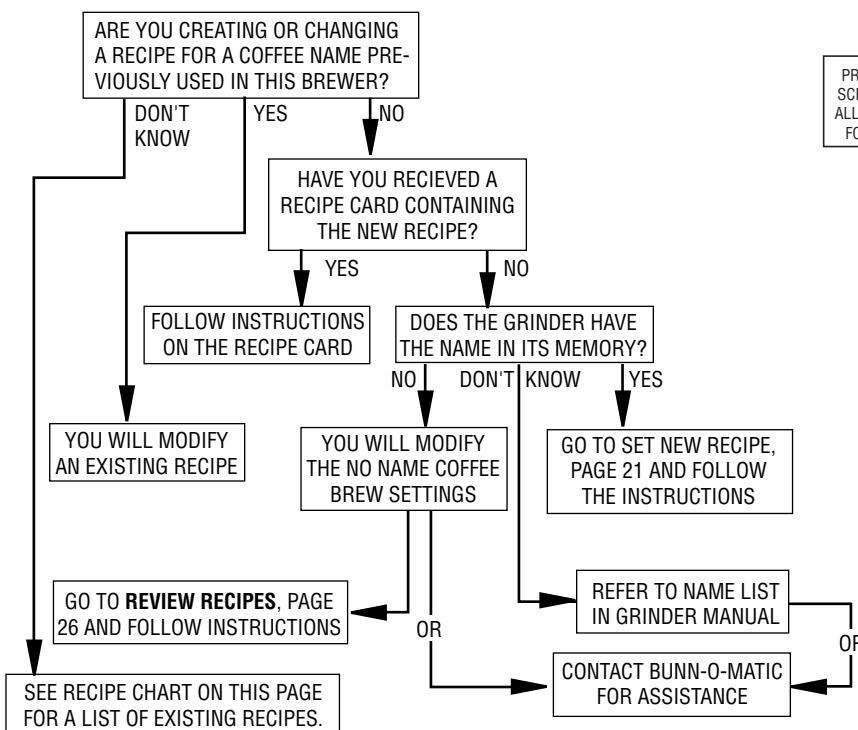 ARE YOU CREATING OR CHANGING
A RECIPE FOR A COFFEE NAME PRE-
VIOUSLY USED IN THIS BREWER?
DON'T
KNOW
YES
NO
HAVE YOU RECIEVED A
RECIPE CARD CONTAINING
THE NEW RECIPE?
YES
NO
FOLLOW INSTRUCTIONS
ON THE RECIPE CARD
DOES THE GRINDER HAVE
THE NAME IN ITS MEMORY?
NO
DON'T KNOW
YES
YOU WILL MODIFY
AN EXISTING RECIPE
YOU WILL MODIFY
THE NO NAME COFFEE
BREW SETTINGS
GO TO SET NEW RECIPE,
PAGE 21 AND FOLLOW
THE INSTRUCTIONS
GO TO REVIEW RECIPES, PAGE
26 AND FOLLOW INSTRUCTIONS
OR
REFER TO NAME LIST
IN GRINDER MANUAL
OR
CONTACT BUNN-O-MATIC
FOR ASSISTANCE
SEE RECIPE CHART ON THIS PAGE
FOR A LIST OF EXISTING RECIPES.